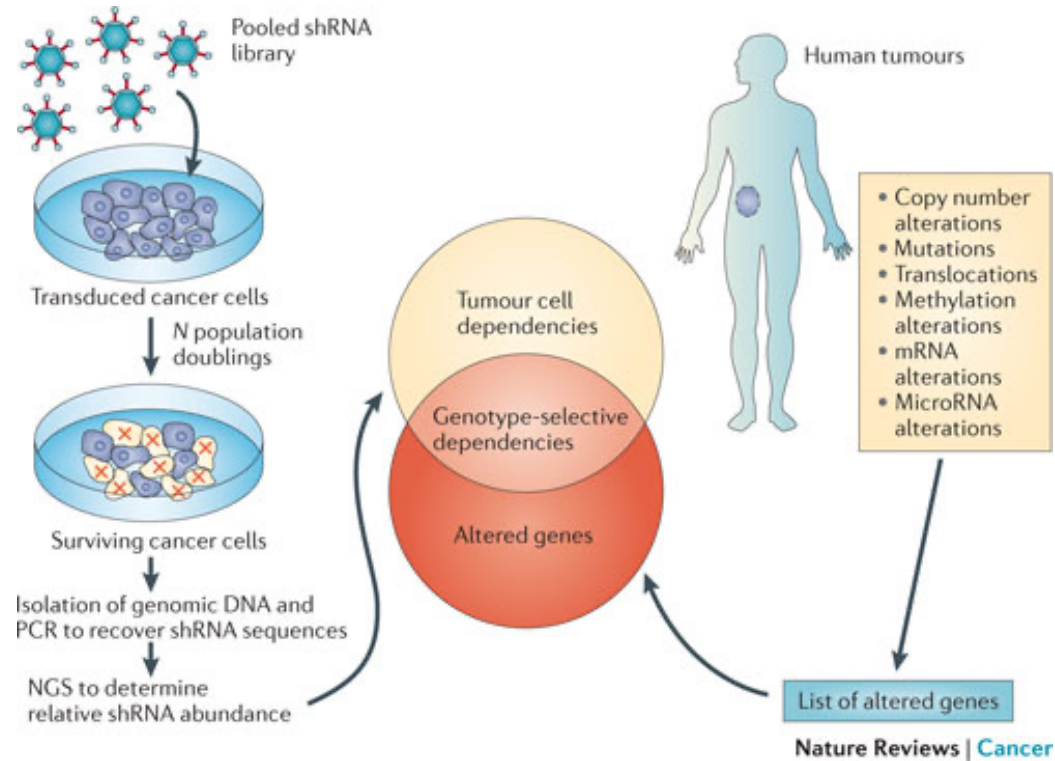 Pooled shRNA
library
Transduced cancer cells
N population
doublings
Surviving cancer cells
Isolation of genomic DNA and
PCR to recover shRNA sequences
NGS to determine
relative shRNA abundance
Tumour cell
dependencies
Genotype-selective
dependencies
Altered genes
Human tumours
• Copy number
alterations
• Mutations
• Translocations
• Methylation
alterations
• mRNA
alterations
• MicroRNA
alterations
List of altered genes
Nature Reviews | Cancer